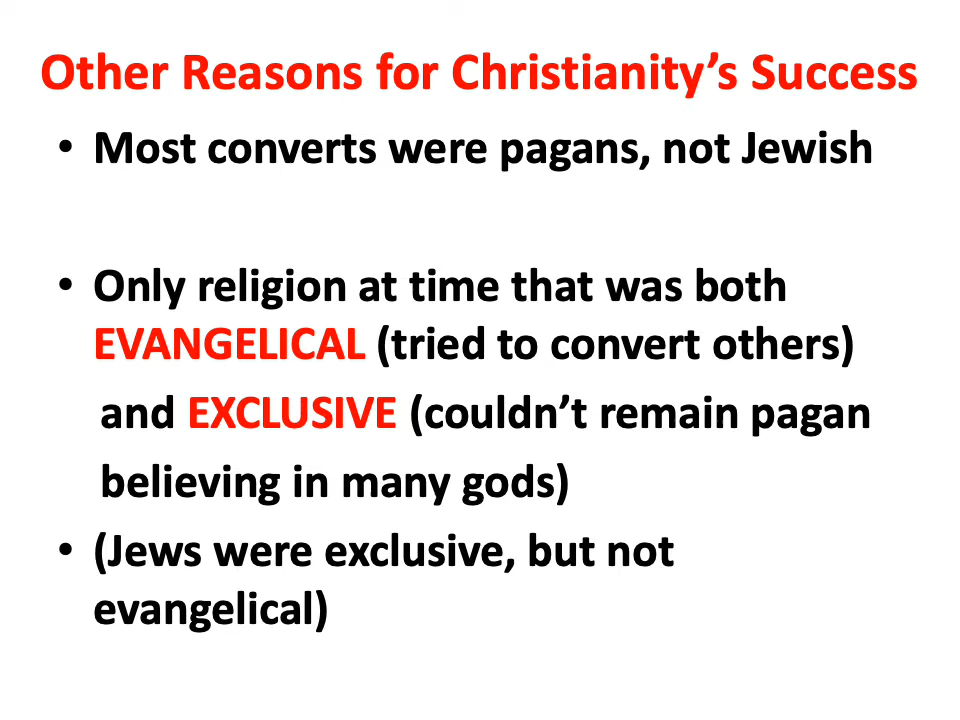 Other Reasons for Christianity’s Success
• Most converts were pagans, not Jewish
• Only religion at time that was both
EVANGELICAL (tried to convert others)
and EXCLUSIVE (couldn’t remain pagan
believing in many gods)
• (Jews were exclusive, but not
evangelical)